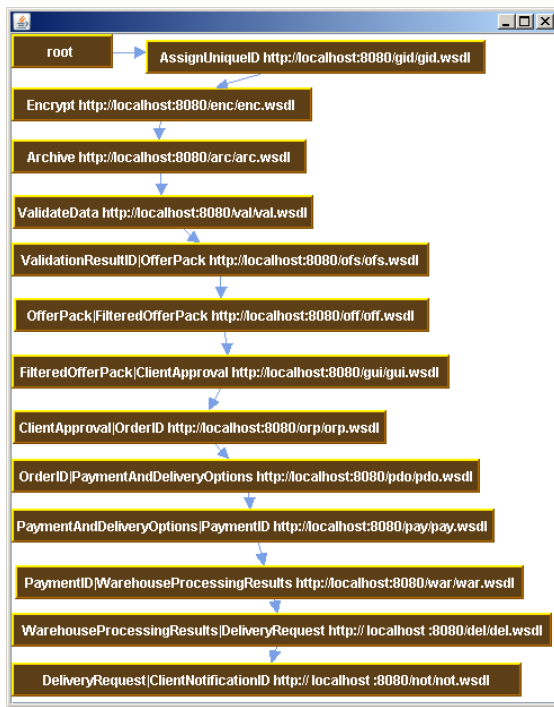 root
AssignUniqueID http://localhost:8080/gid/gid.wsdl
Encrypt http://localhost:8080/enc/enc.wsdl
Archive http://localhost:8080/arc/arc.wsdl
ValidateData http://localhost:8080/val/val.wsdl
ValidationResultID|OfferPack http://localhost:8080/ofs/ofs.wsdl
OfferPack|FilteredOfferPack http://localhost:8080/off/off.wsdl
FilteredOfferPack|ClientApproval http://localhost:8080/gui/gui.wsdl
ClientApproval|OrderID http://localhost:8080/orp/orp.wsdl
OrderID|PaymentAndDeliveryOptions http://localhost:8080/pdo/pdo.wsdl
PaymentAndDeliveryOptions|PaymentID http://localhost:8080/pay/pay.wsdl
PaymentID|WarehouseProcessingResults http://localhost:8080/war/war.wsdl
WarehouseProcessingResults|DeliveryRequest http:// localhost :8080/del/del.wsdl
DeliveryRequest|ClientNotificationID http:// localhost :8080/not/not.wsdl